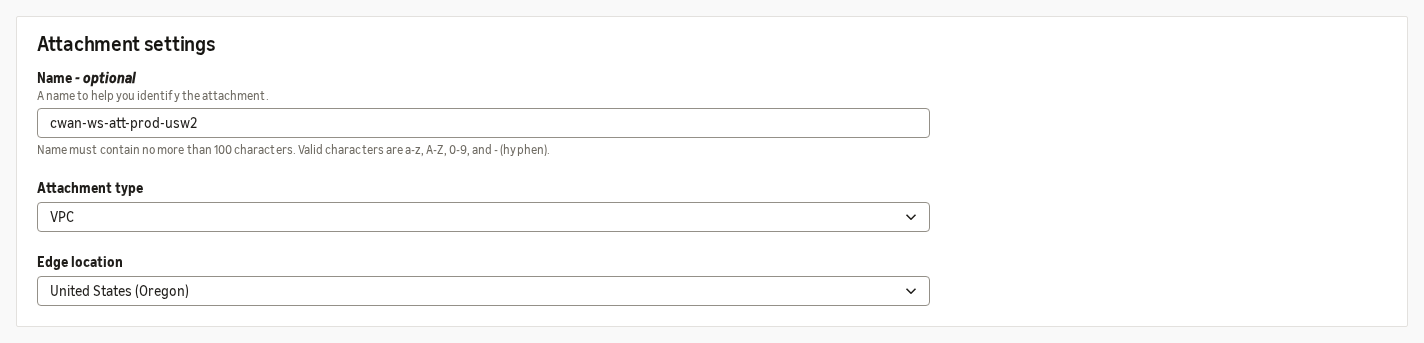 Attachment settings
Name - optional
A name to help you identify the attachment.
cwan-ws-att-prod-usw2
Name must contain no more than 100 characters. Valid characters are a-z, A-Z, 0-9, and - (hyphen).
Attachment type
VPC
Edge location
United States (Oregon)